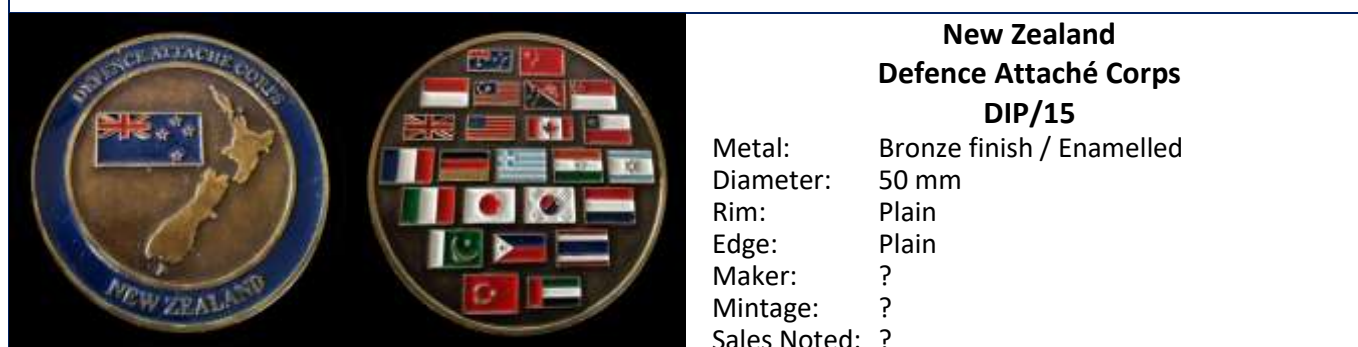 DEFENCE ATTACHE CORPS
NEW ZEALAND
New Zealand
Defence Attaché Corps
DIP/15
Metal: Bronze finish / Enamelled
Diameter: 50 mm
Rim: Plain
Edge: Plain
Maker: ?
Mintage: ?
Sales Noted: ?